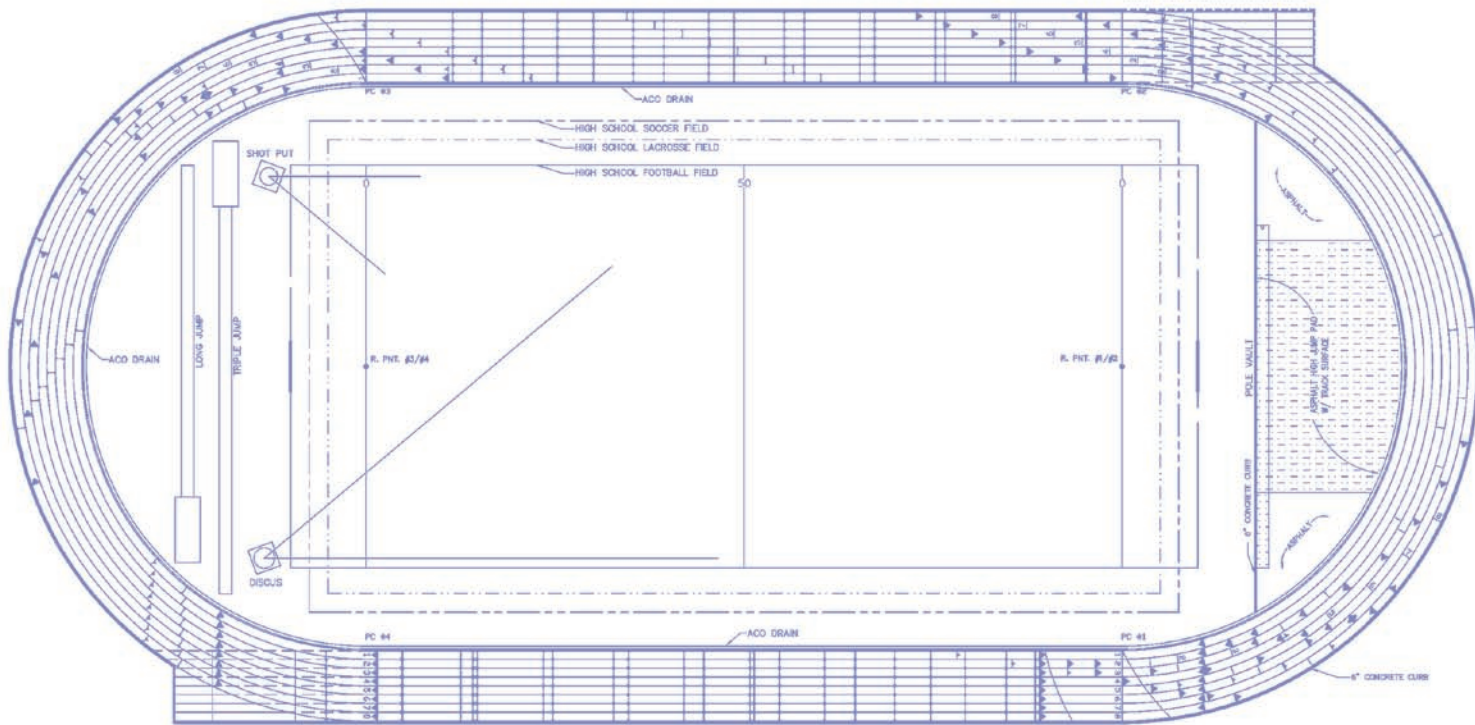 PC #3
PC #2
ACO DRAIN
HIGH SCHOOL SOCCER FIELD
HIGH SCHOOL LACROSSE FIELD
HIGH SCHOOL FOOTBALL FIELD
SHOT PUT
0
50
0
ASPHALT
LONG JUMP
TRIPLE JUMP
ACO DRAIN
R. PNT. #3/#4
R. PNT. #1/#2
POLE VAULT
ASPHALT HIGH JUMP PAD
W/ TRACK SURFACE
6" CONCRETE CURB
ASPHALT
DISCUS
PC #4
ACO DRAIN
PC #1
6" CONCRETE CURB